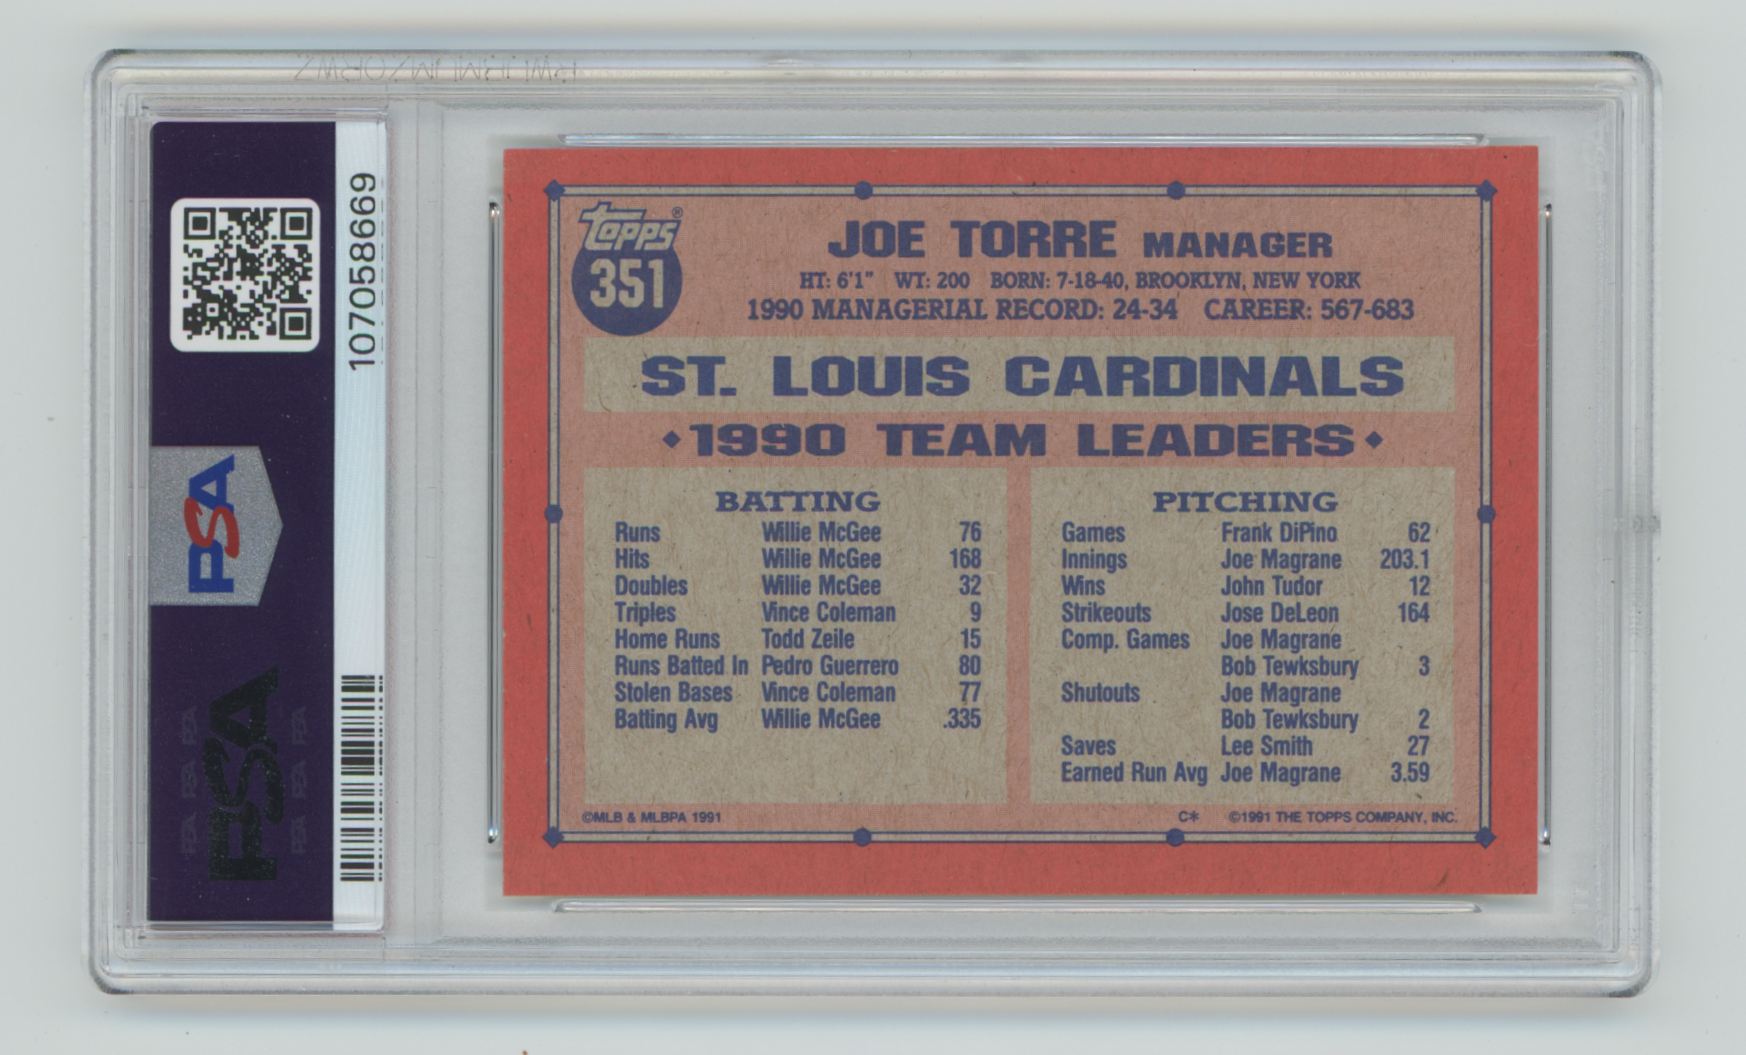 107058669
PSA
PSA
topps®
351
JOE TORRE MANAGER
HT: 6'1" WT: 200 BORN: 7-18-40, BROOKLYN, NEW YORK
1990 MANAGERIAL RECORD: 24-34 CAREER: 567-683
ST. LOUIS CARDINALS
◆1990 TEAM LEADERS◆
BATTING
Runs Willie McGee 76
Hits Willie McGee 168
Doubles Willie McGee 32
Triples Vince Coleman 9
Home Runs Todd Zeile 15
Runs Batted In Pedro Guerrero 80
Stolen Bases Vince Coleman 77
Batting Avg Willie McGee .335
PITCHING
Games Frank DiPino 62
Innings Joe Magrane 203.1
Wins John Tudor 12
Strikeouts Jose DeLeon 164
Comp. Games Joe Magrane
Bob Tewksbury 3
Shutouts Joe Magrane
Bob Tewksbury 2
Saves Lee Smith 27
Earned Run Avg Joe Magrane 3.59
©MLB & MLBPA 1991
C* ©1991 THE TOPPS COMPANY, INC.